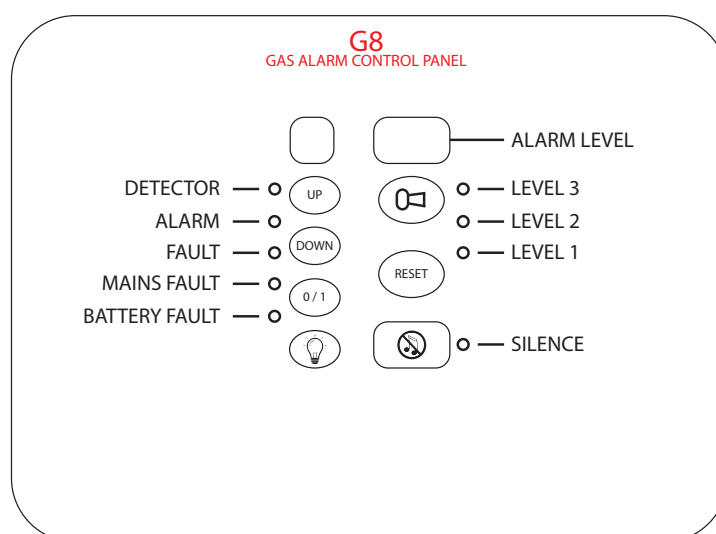 G8
GAS ALARM CONTROL PANEL
ALARM LEVEL
DETECTOR
UP
LEVEL 3
ALARM
LEVEL 2
FAULT
DOWN
LEVEL 1
MAINS FAULT
RESET
0 / 1
BATTERY FAULT
SILENCE